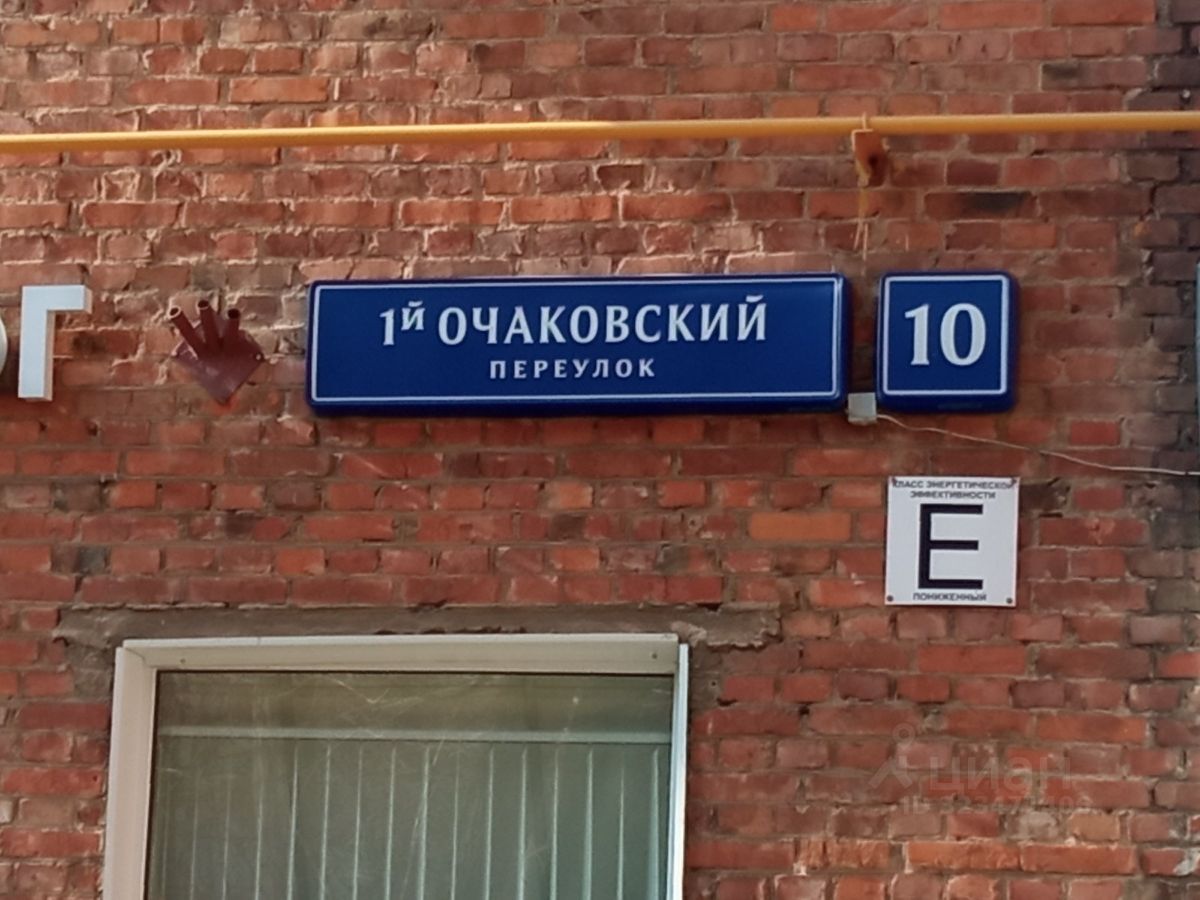 Г
1й ОЧАКОВСКИЙ
ПЕРЕУЛОК
10
КЛАСС ЭНЕРГЕТИЧЕСКОЙ
ЭФФЕКТИВНОСТИ
E
ПОНИЖЕННЫЙ
циан